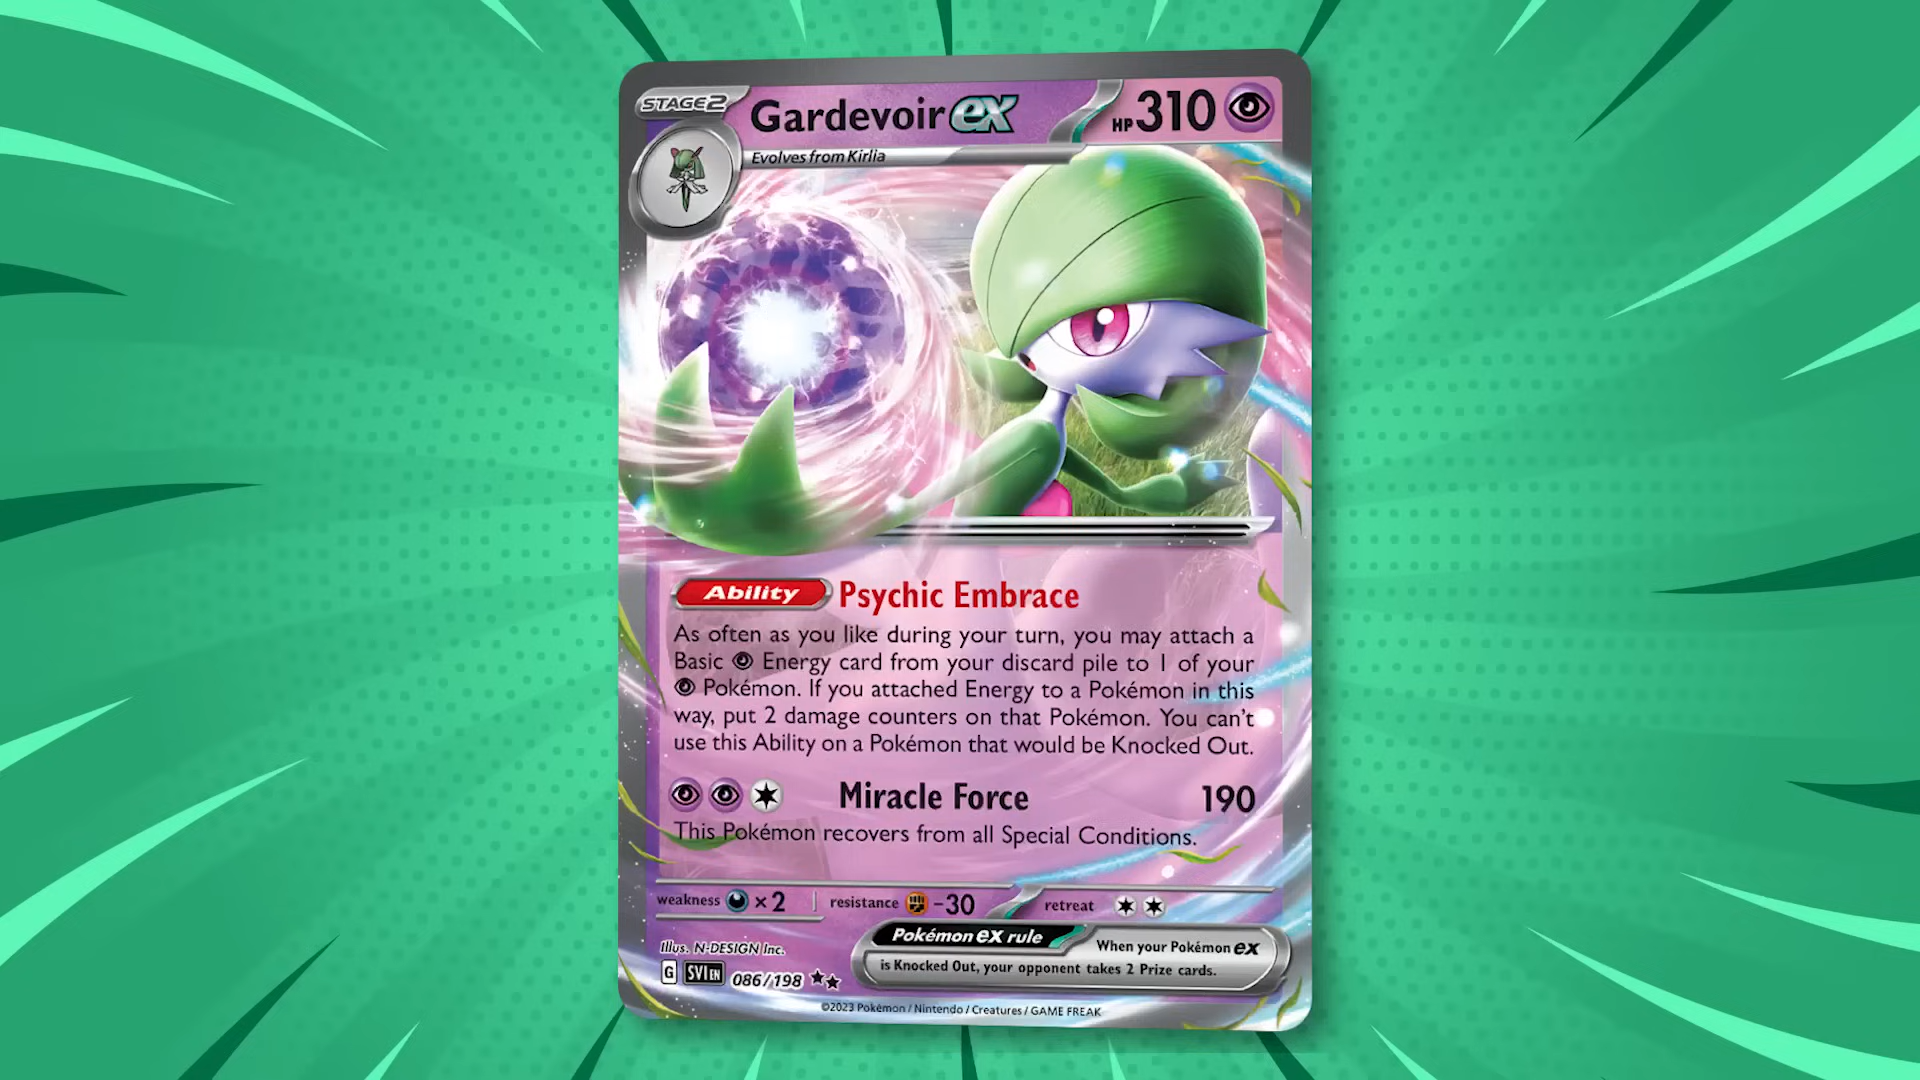 STAGE2
Gardevoir ex
HP 310
Evolves from Kirlia
Ability Psychic Embrace
As often as you like during your turn, you may attach a
Basic Energy card from your discard pile to 1 of your
Pokémon. If you attached Energy to a Pokémon in this
way, put 2 damage counters on that Pokémon. You can't
use this Ability on a Pokémon that would be Knocked Out.
Miracle Force 190
This Pokémon recovers from all Special Conditions.
weakness ×2 resistance -30 retreat
Illus. N-DESIGN Inc.
Pokémon ex rule When your Pokémon ex
is Knocked Out, your opponent takes 2 Prize cards.
G SVI EN 086/198
©2023 Pokémon / Nintendo / Creatures / GAME FREAK